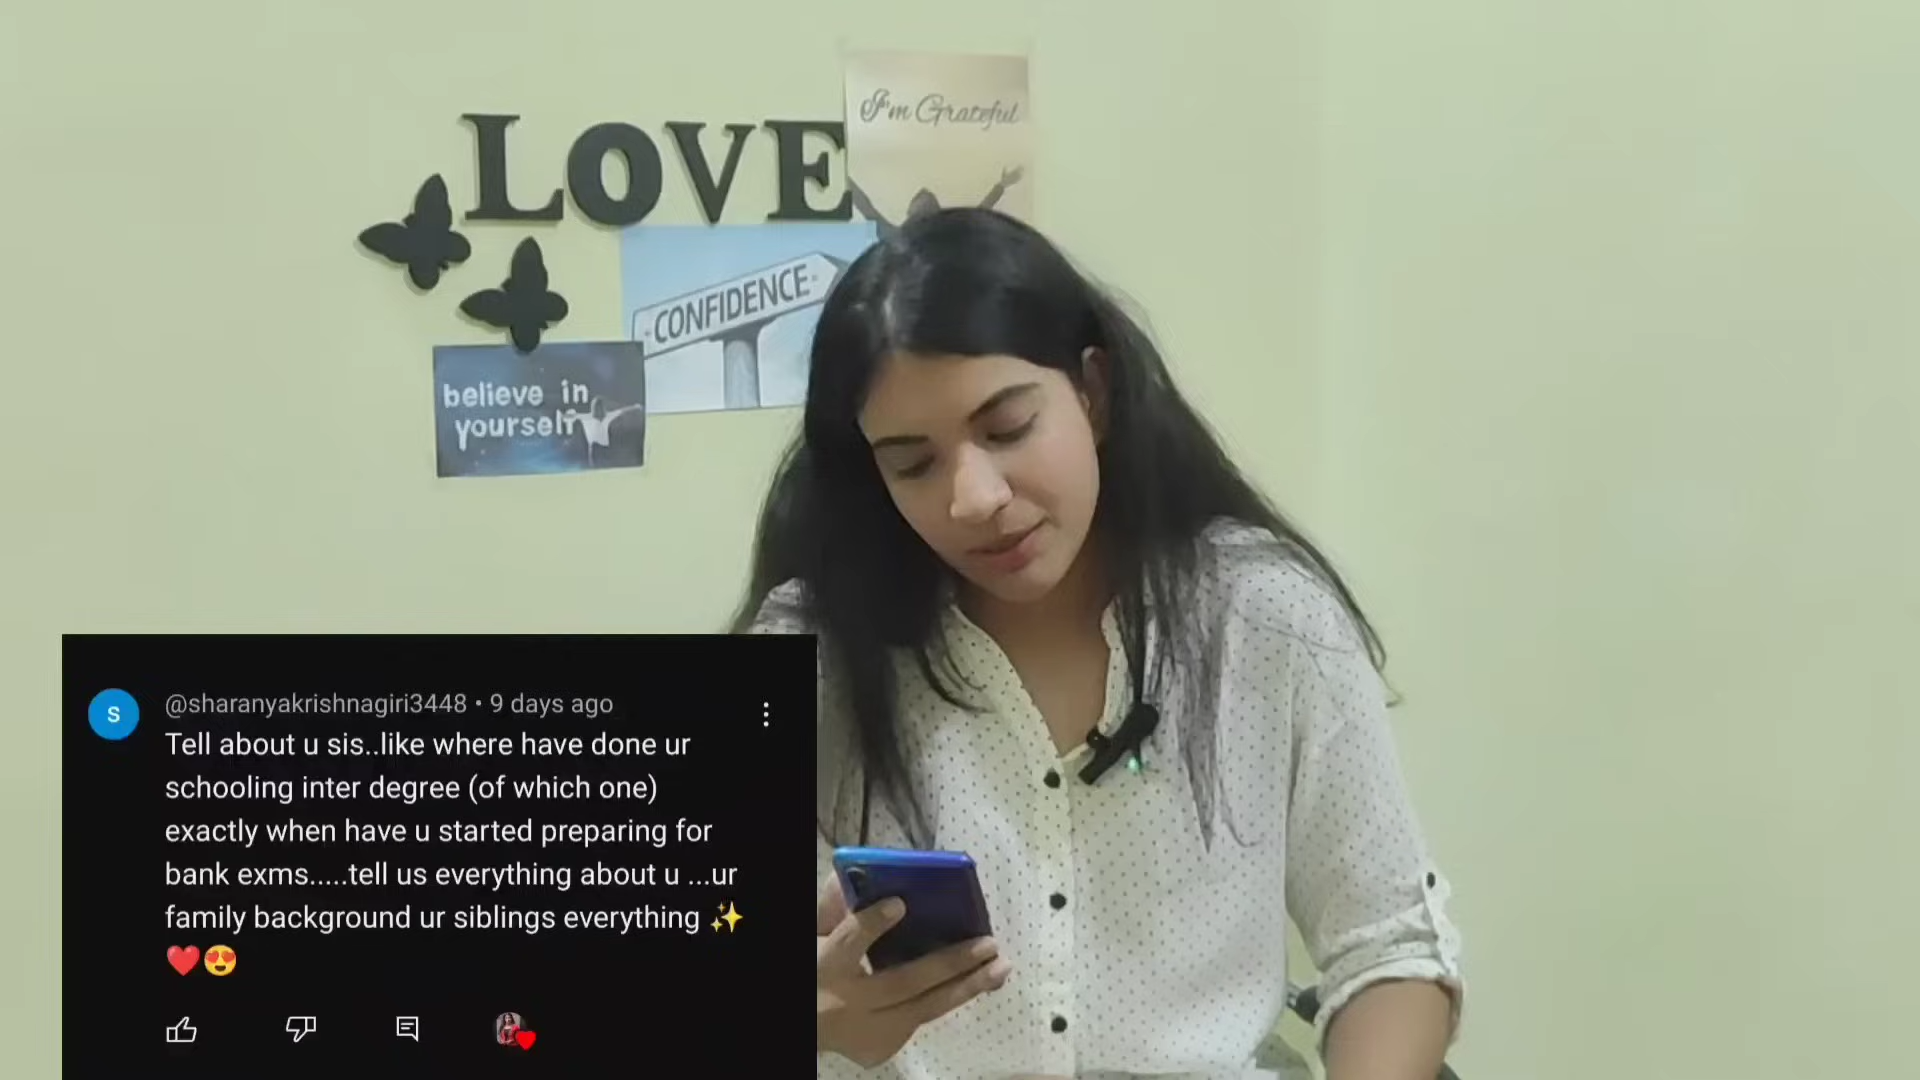 LOVE
I'm Grateful
CONFIDENCE
believe in
yourself
S
@sharanyakrishnagiri3448 • 9 days ago
Tell about u sis..like where have done ur
schooling inter degree (of which one)
exactly when have u started preparing for
bank exms.....tell us everything about u ...ur
family background ur siblings everything ✨
❤️😍